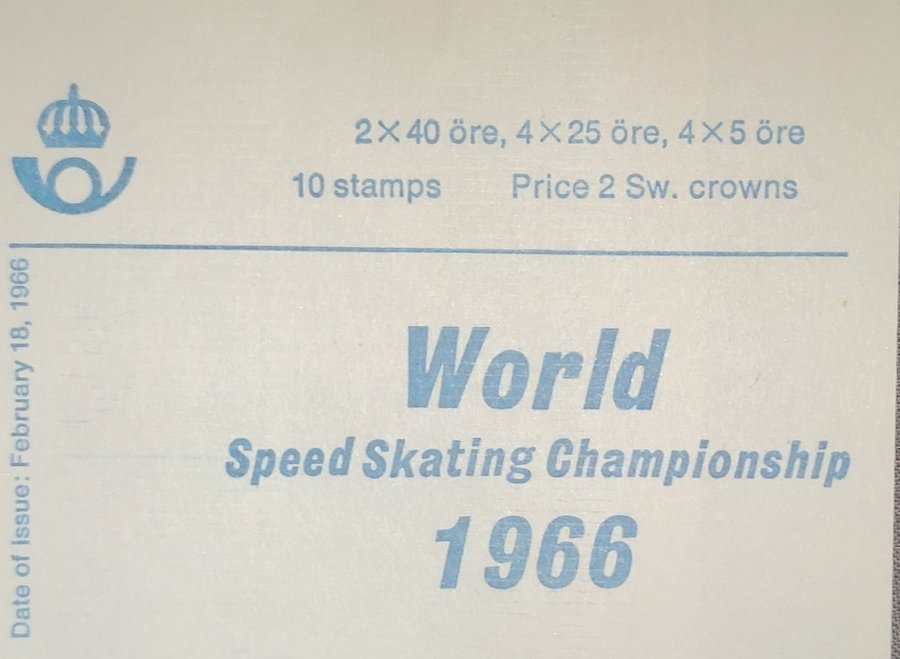 2×40 öre, 4×25 öre, 4×5 öre
10 stamps Price 2 Sw. crowns
Date of issue: February 18, 1966
World
Speed Skating Championship
1966